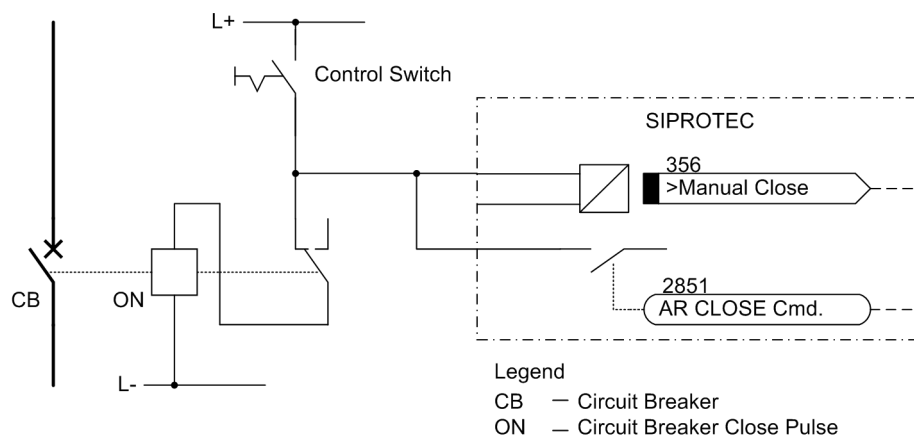 L+
Control Switch
SIPROTEC
356
>Manual Close
CB
ON
2851
AR CLOSE Cmd.
L-
Legend
CB – Circuit Breaker
ON – Circuit Breaker Close Pulse